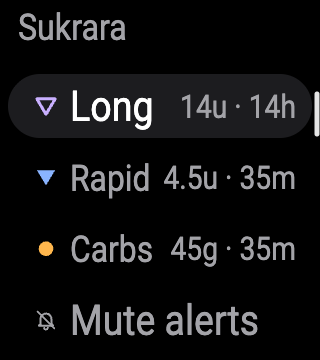 Sukrara
Long 14u · 14h
Rapid 4.5u · 35m
Carbs 45g · 35m
Mute alerts